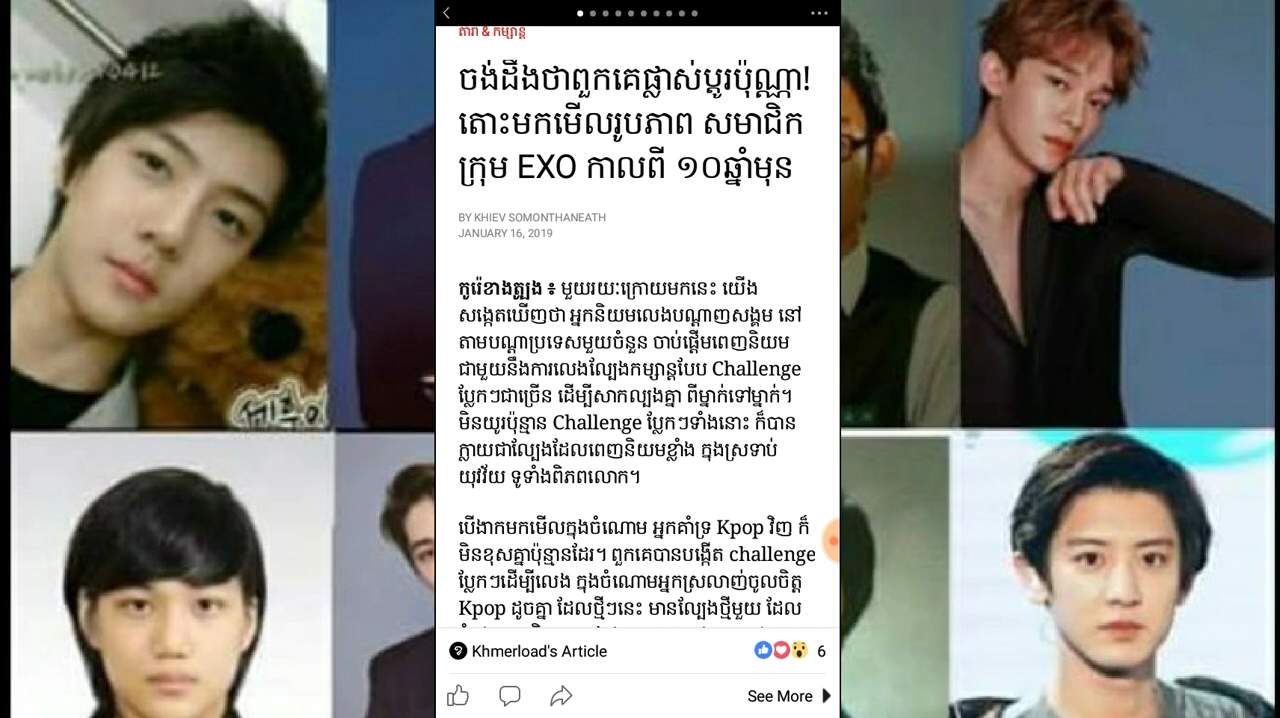 តារា & កម្សាន្ត
ចង់ដឹងថាពួកគេផ្លាស់ប្តូរប៉ុណ្ណា!
តោះមកមើលរូបភាព សមាជិក
ក្រុម EXO កាលពី ១០ឆ្នាំមុន
BY KHIEV SOMONTHANEATH
JANUARY 16, 2019
កូរ៉េខាងត្បូង ៖ មួយរយៈក្រោយមកនេះ យើង
សង្កេតឃើញថា អ្នកនិយមលេងបណ្តាញសង្គម នៅ
តាមបណ្តាប្រទេសមួយចំនួន ចាប់ផ្តើមពេញនិយម
ជាមួយនឹងការលេងល្បែងកម្សាន្តបែប Challenge
ប្លែកៗជាច្រើន ដើម្បីសាកល្បងគ្នា ពីម្នាក់ទៅម្នាក់។
មិនយូរប៉ុន្មាន Challenge ប្លែកៗទាំងនោះ ក៏បាន
ក្លាយជាល្បែងដែលពេញនិយមខ្លាំង ក្នុងស្រទាប់
យុវវ័យ ទូទាំងពិភពលោក។
បើងាកមកមើលក្នុងចំណោម អ្នកគាំទ្រ Kpop វិញ ក៏
មិនខុសគ្នាប៉ុន្មានដែរ។ ពួកគេបានបង្កើត challenge
ប្លែកៗដើម្បីលេង ក្នុងចំណោមអ្នកស្រលាញ់ចូលចិត្ត
Kpop ដូចគ្នា ដែលថ្មីៗនេះ មានល្បែងថ្មីមួយ ដែល
Khmerload's Article
6
See More